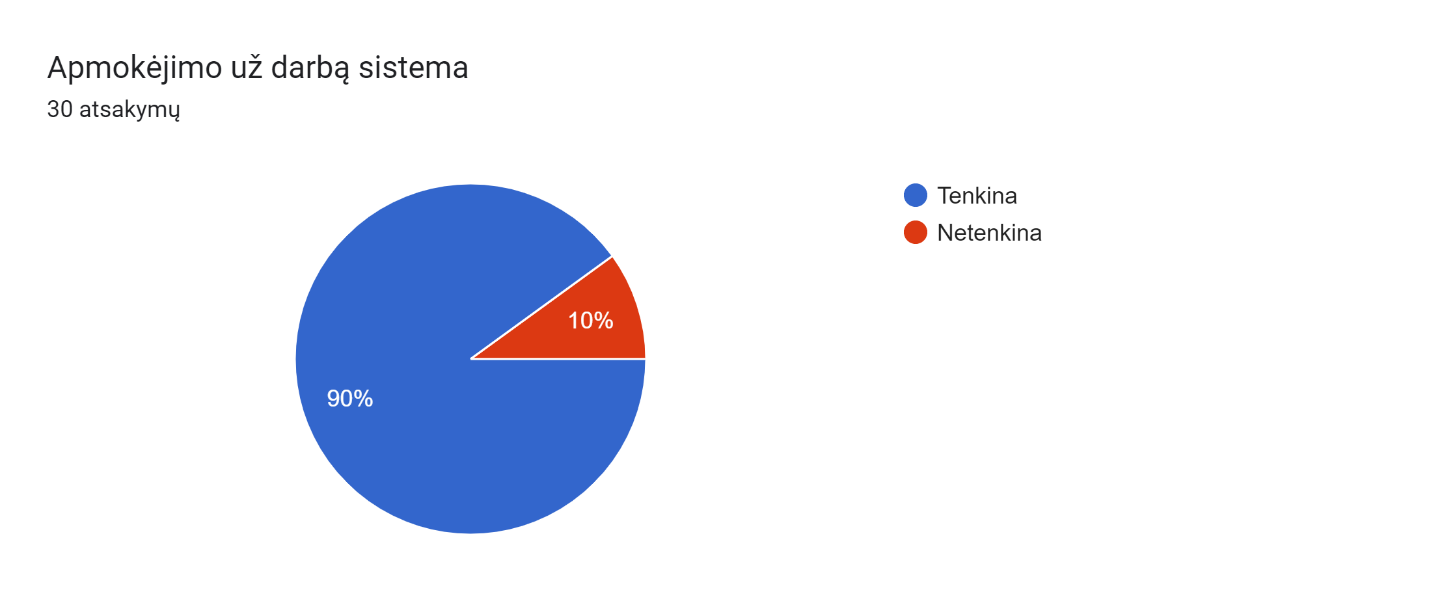 Apmokėjimo už darbą sistema
30 atsakymų
Tenkina
Netenkina
10%
90%